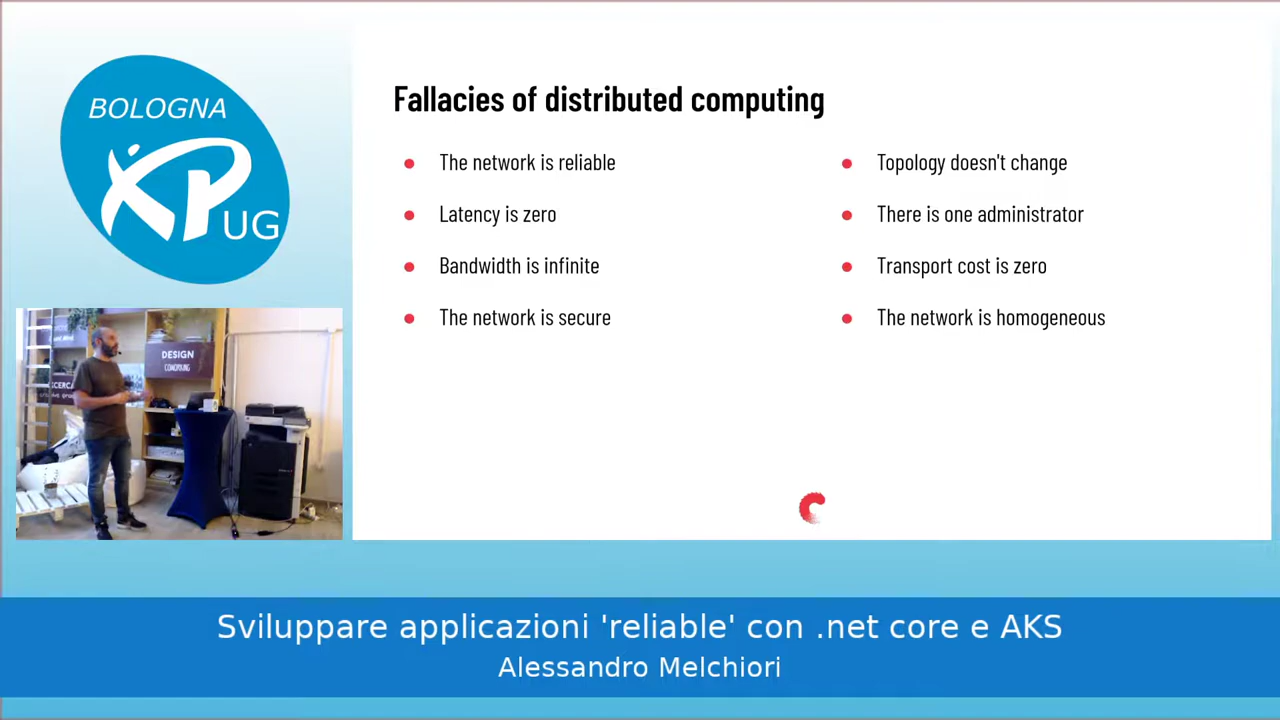 BOLOGNA
XP
UG
Fallacies of distributed computing
The network is reliable
Latency is zero
Bandwidth is infinite
The network is secure
Topology doesn't change
There is one administrator
Transport cost is zero
The network is homogeneous
DESIGN
COWORKING
Sviluppare applicazioni 'reliable' con .net core e AKS
Alessandro Melchiori